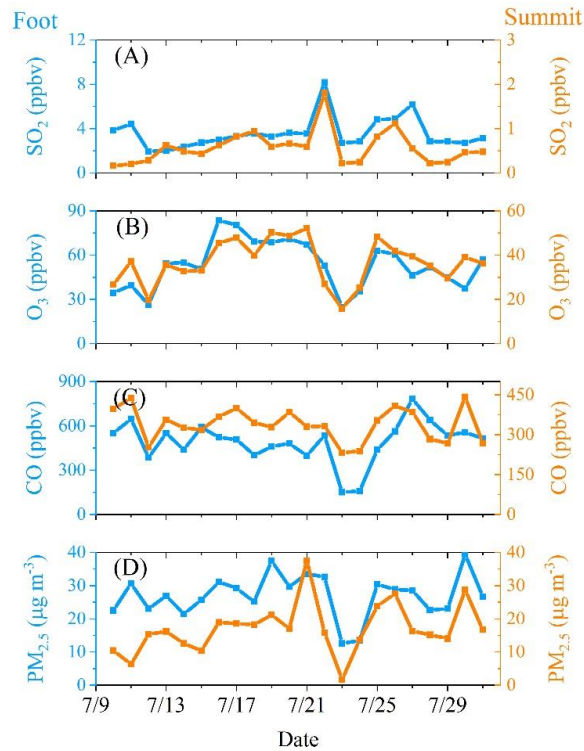 Foot Summit
(A)
SO2 (ppbv)
12
8
4
0
3
2
1
0
SO2 (ppbv)
(B)
O3 (ppbv)
90
60
30
0
60
40
20
0
O3 (ppbv)
(C)
CO (ppbv)
900
600
300
0
450
300
150
0
CO (ppbv)
(D)
PM2.5 (μg m-3)
40
30
20
10
0
40
30
20
10
0
PM2.5 (μg m-3)
7/9 7/13 7/17 7/21 7/25 7/29
Date